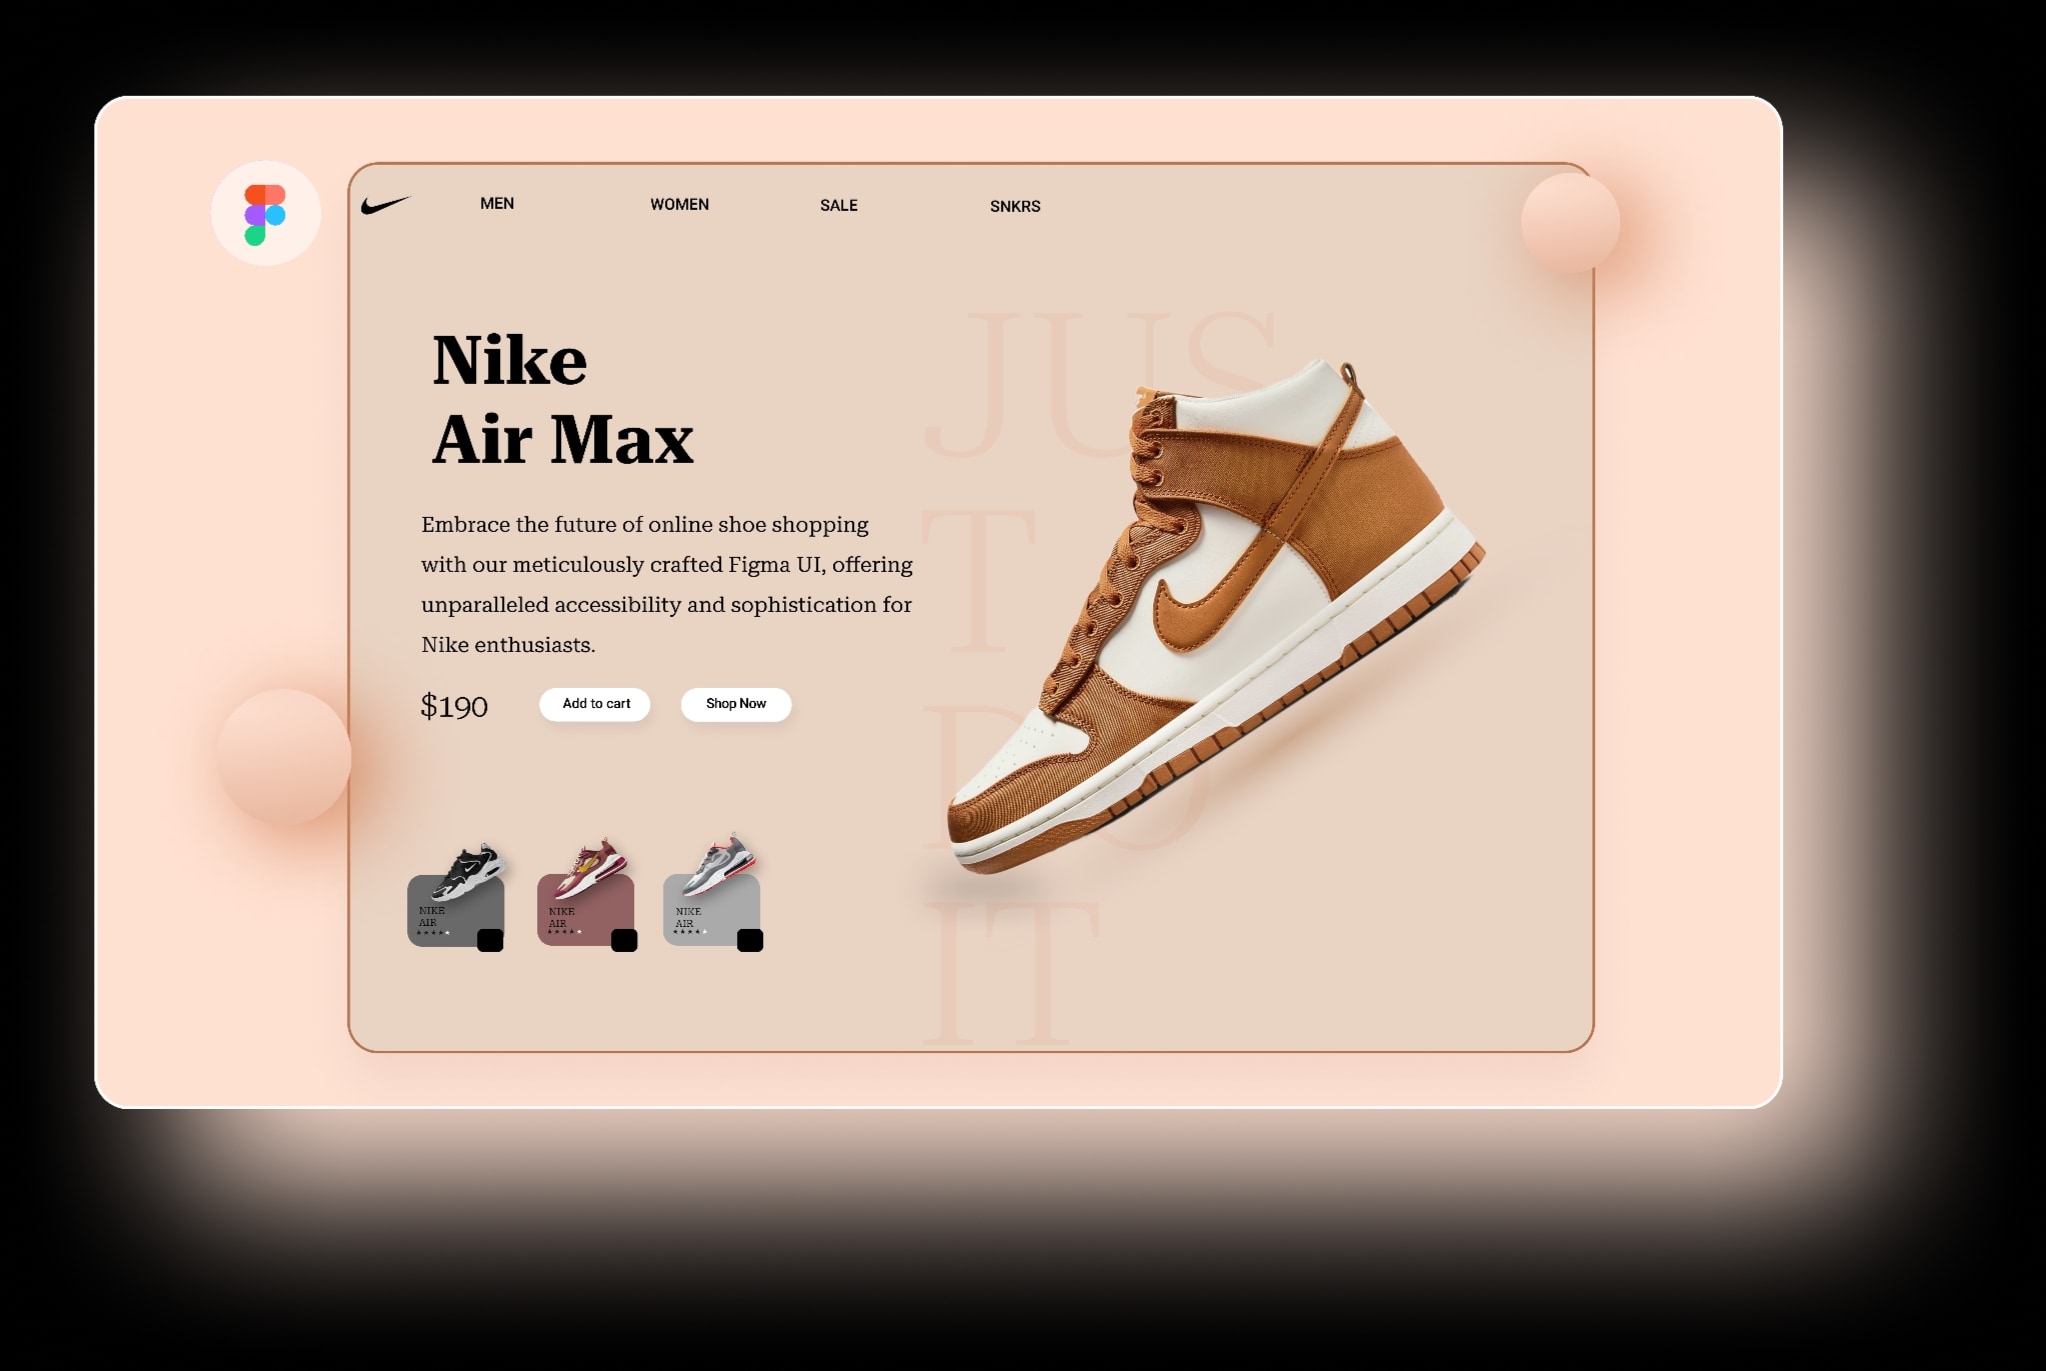 MEN WOMEN SALE SNKRS
JUS
T
DO
IT
Nike
Air Max
Embrace the future of online shoe shopping
with our meticulously crafted Figma UI, offering
unparalleled accessibility and sophistication for
Nike enthusiasts.
$190 Add to cart Shop Now
NIKE
AIR
NIKE
AIR
NIKE
AIR